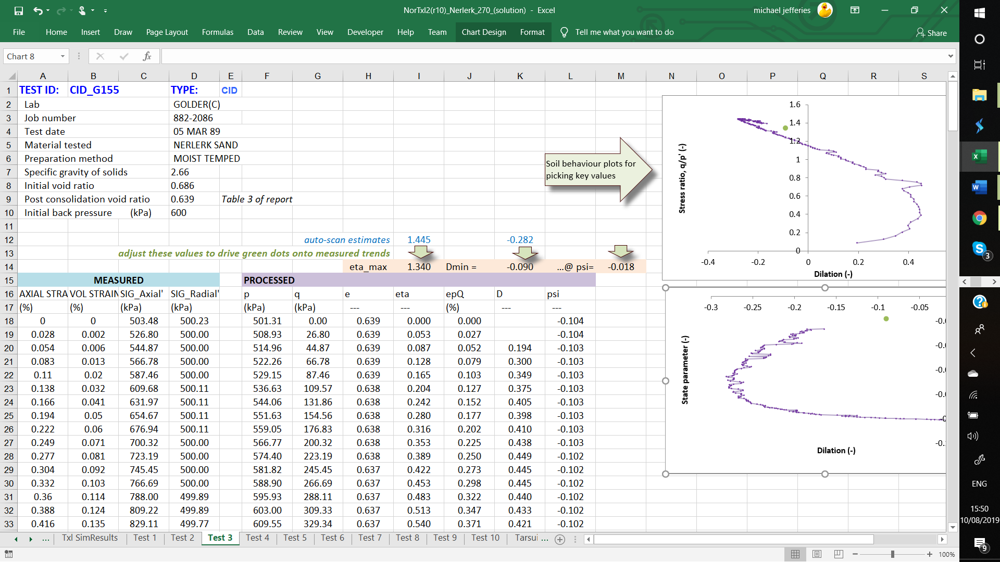 NorTxl2(r10)_Nerlerk_270_(solution) - Excel
michael jefferies
File Home Insert Draw Page Layout Formulas Data Review View Developer Help Team Chart Design Format Tell me what you want to do Share
Chart 8 fx
A B C D E F G H I J K L M N O P Q R S
1 TEST ID: CID_G155 TYPE: CID
2 Lab GOLDER(C)
3 Job number 882-2086
4 Test date 05 MAR 89
5 Material tested NERLERK SAND
6 Preparation method MOIST TEMPED
7 Specific gravity of solids 2.66
8 Initial void ratio 0.686
9 Post consolidation void ratio 0.639 Table 3 of report
10 Initial back pressure (kPa) 600
11
12 auto-scan estimates 1.445 -0.282
13 adjust these values to drive green dots onto measured trends
14 eta_max 1.340 Dmin = -0.090 ...@ psi= -0.018
15 MEASURED PROCESSED
16 AXIAL STRA VOL STRAIN SIG_Axial' SIG_Radial' p q e eta epQ D psi
17 (%) (%) (kPa) (kPa) (kPa) (kPa) --- --- (%) --- ---
18 0 0 503.48 500.23 501.31 0.00 0.639 0.000 0.000 -0.104
19 0.028 0.002 526.80 500.00 508.93 26.80 0.639 0.053 0.027 -0.104
20 0.054 0.006 544.87 500.00 514.96 44.87 0.639 0.087 0.052 0.194 -0.103
21 0.083 0.013 566.78 500.00 522.26 66.78 0.639 0.128 0.079 0.300 -0.103
22 0.11 0.02 587.46 500.00 529.15 87.46 0.639 0.165 0.103 0.349 -0.103
23 0.138 0.032 609.68 500.11 536.63 109.57 0.638 0.204 0.127 0.375 -0.103
24 0.166 0.041 631.97 500.11 544.06 131.86 0.638 0.242 0.152 0.405 -0.103
25 0.194 0.05 654.67 500.11 551.63 154.56 0.638 0.280 0.177 0.398 -0.103
26 0.222 0.06 676.94 500.11 559.05 176.83 0.638 0.316 0.202 0.410 -0.103
27 0.249 0.071 700.32 500.00 566.77 200.32 0.638 0.353 0.225 0.438 -0.103
28 0.277 0.081 723.19 500.00 574.40 223.19 0.638 0.389 0.250 0.449 -0.102
29 0.304 0.092 745.45 500.00 581.82 245.45 0.637 0.422 0.273 0.445 -0.102
30 0.332 0.103 766.69 500.00 588.90 266.69 0.637 0.453 0.298 0.445 -0.102
31 0.36 0.114 788.00 499.89 595.93 288.11 0.637 0.483 0.322 0.440 -0.102
32 0.388 0.124 809.22 499.89 603.00 309.33 0.637 0.513 0.347 0.433 -0.102
33 0.416 0.135 829.11 499.77 609.55 329.34 0.637 0.540 0.371 0.421 -0.102
Soil behaviour plots for
picking key values
Stress ratio, q/p' (-)
1.6
1.4
1.2
1
0.8
0.6
0.4
0.2
0
-0.4 -0.2 0 0.2 0.4
Dilation (-)
-0.3 -0.25 -0.2 -0.15 -0.1 -0.05
State parameter (-)
Dilation (-)
... Txl SimResults Test 1 Test 2 Test 3 Test 4 Test 5 Test 6 Test 7 Test 8 Test 9 Test 10 Tarsui ...
100%
3
ENG
15:50
10/08/2019
9